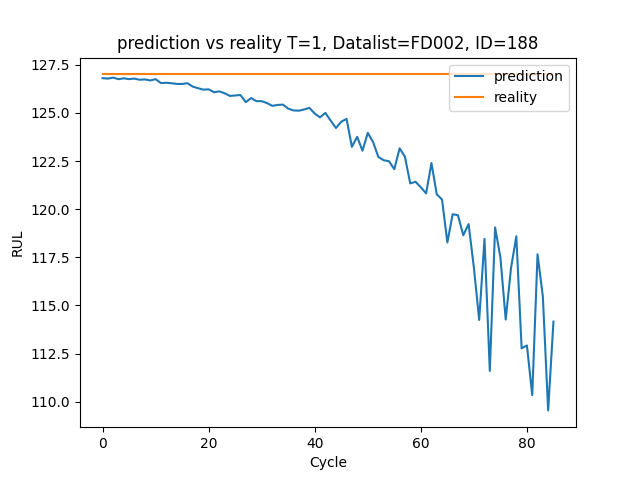 prediction vs reality T=1, Datalist=FD002, ID=188
127.5
125.0
122.5
120.0
117.5
115.0
112.5
110.0
RUL
prediction
reality
0 20 40 60 80
Cycle